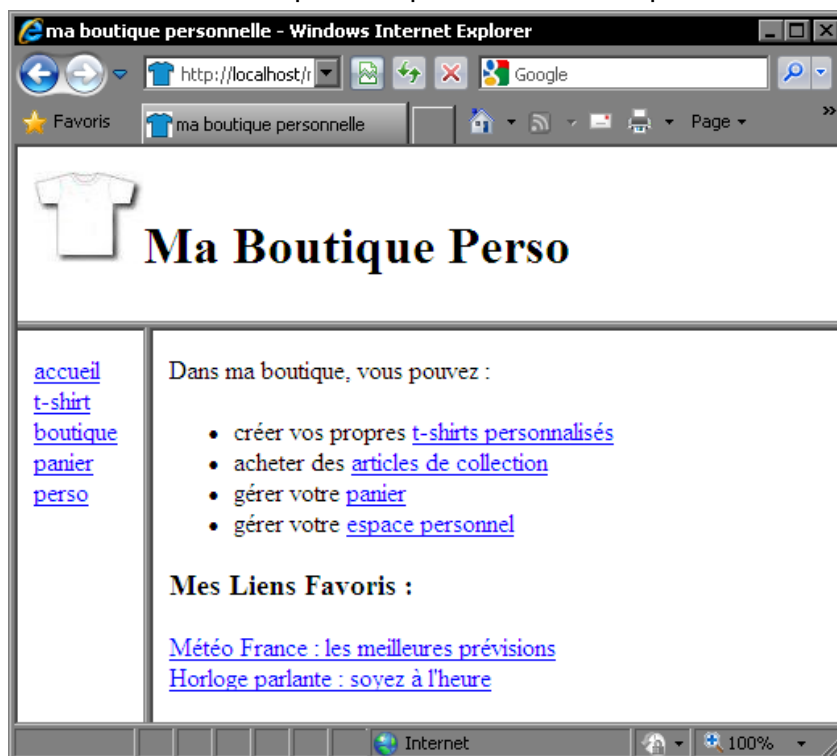 ma boutique personnelle - Windows Internet Explorer
http://localhost/
Google
Favoris
ma boutique personnelle
Page
»
Ma Boutique Perso
accueil
t-shirt
boutique
panier
perso
Dans ma boutique, vous pouvez :
• créer vos propres t-shirts personnalisés
• acheter des articles de collection
• gérer votre panier
• gérer votre espace personnel
Mes Liens Favoris :
Météo France : les meilleures prévisions
Horloge parlante : soyez à l'heure
Internet
100%